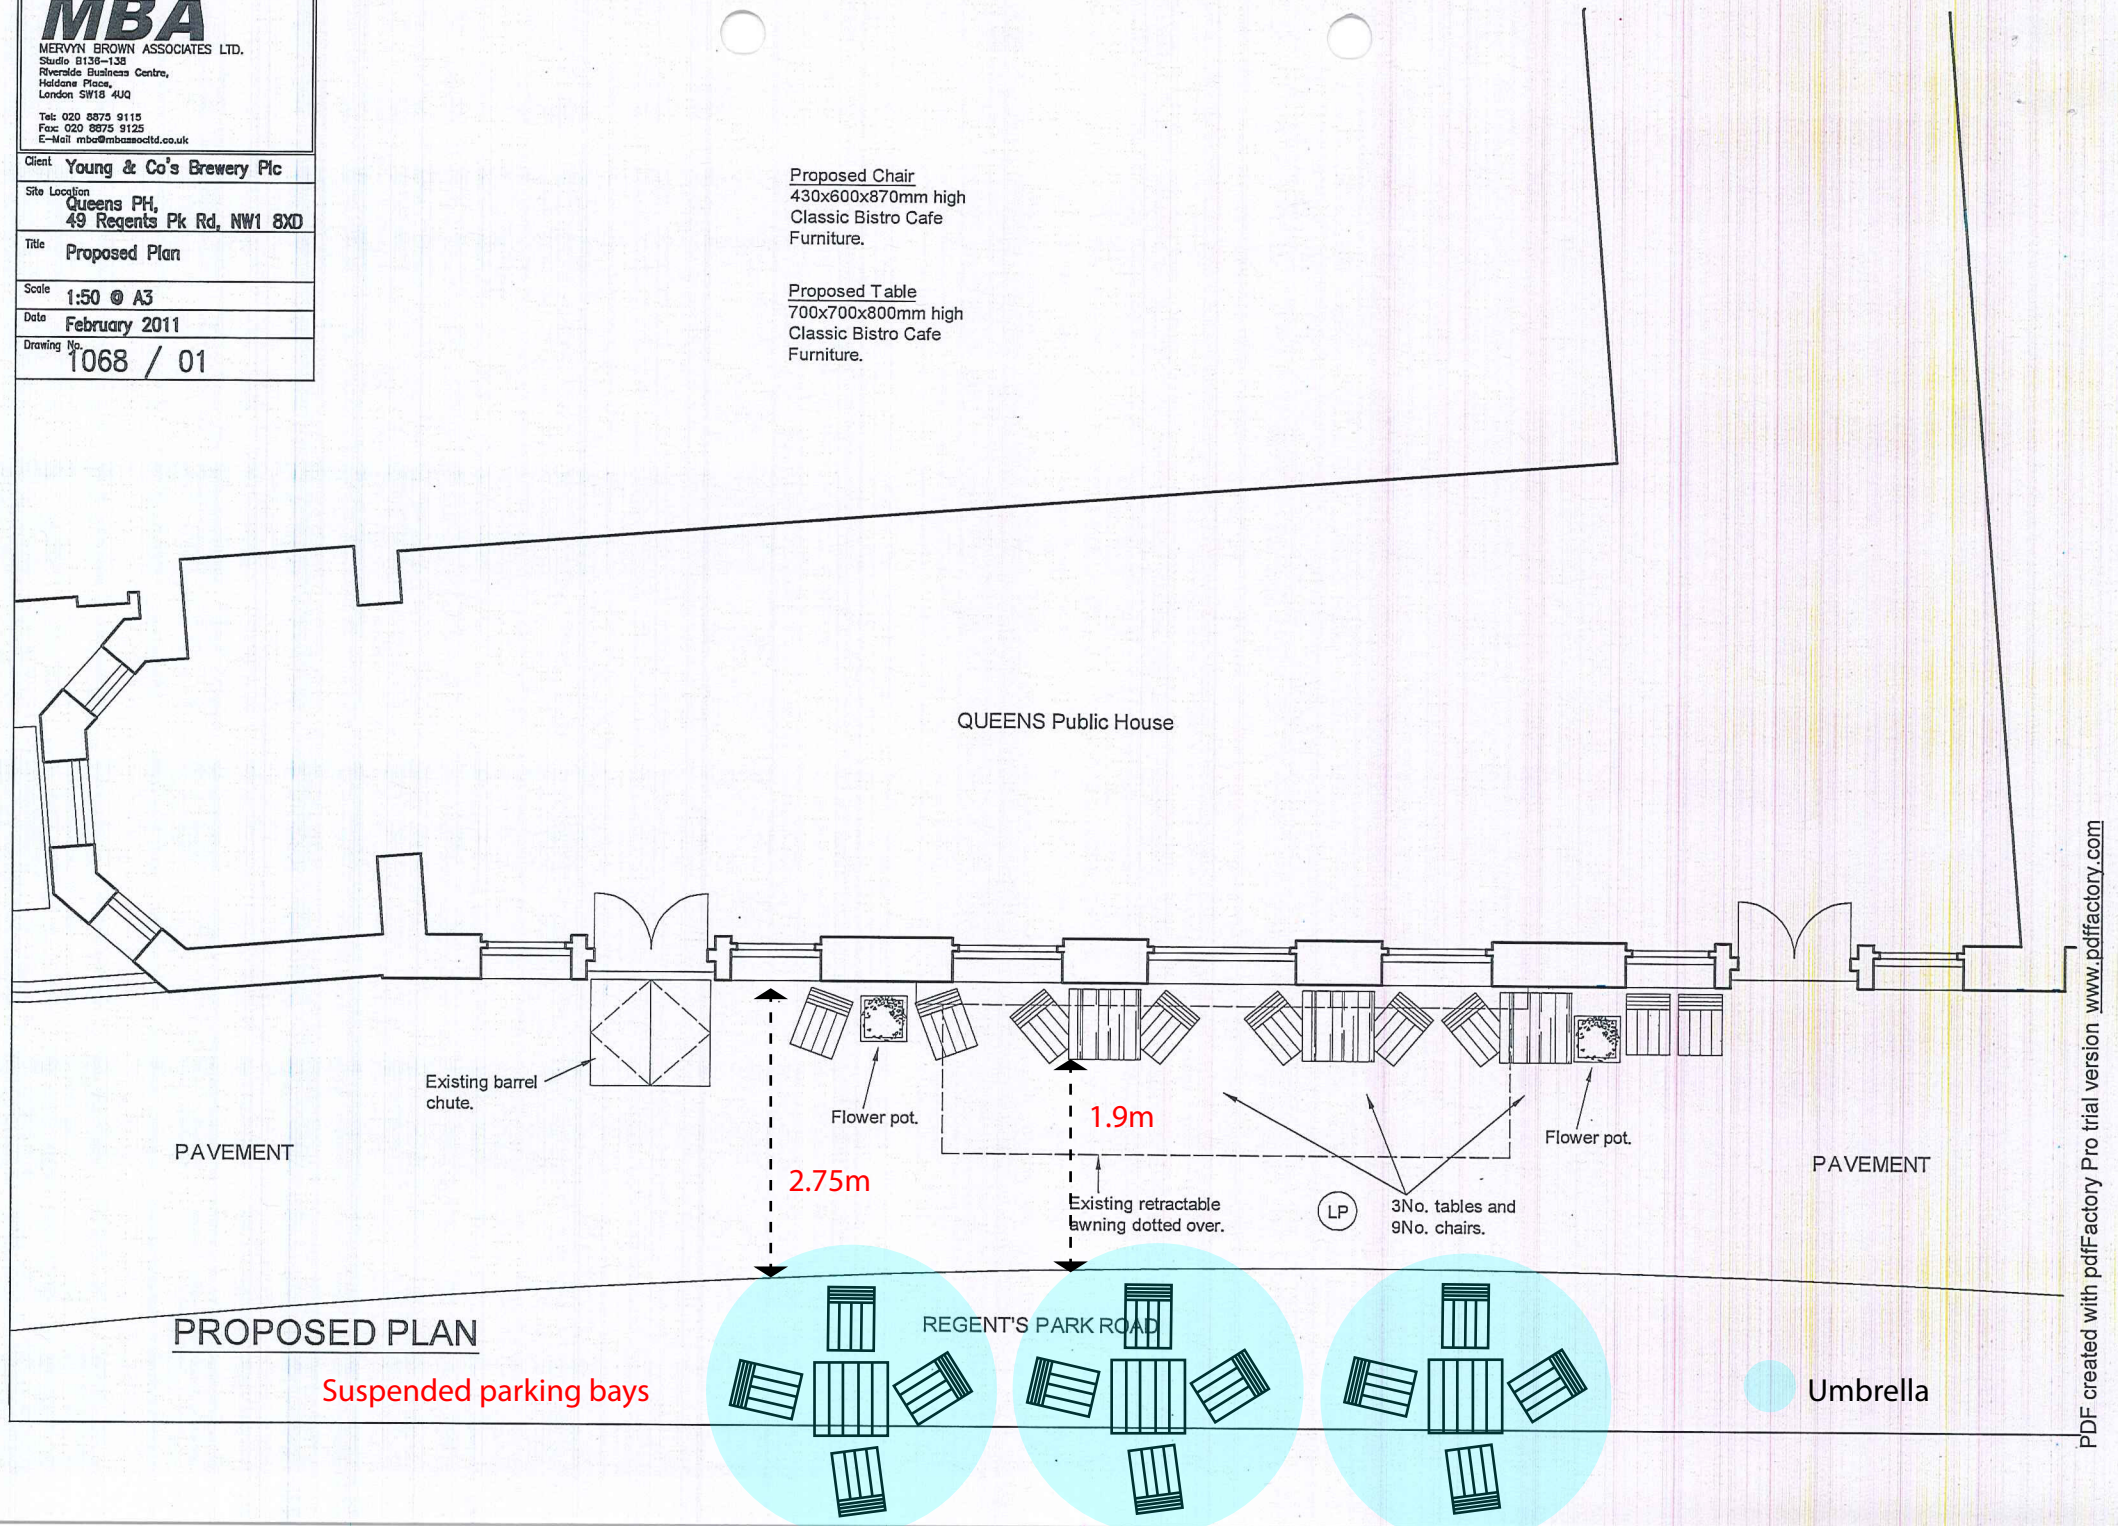 MBA
MERVYN BROWN ASSOCIATES LTD.
Studio B136-138
Riverside Business Centre,
Haldane Place,
London SW18 4UQ
Tel: 020 8875 9115
Fax: 020 8875 9125
E-Mail mba@mbassocltd.co.uk
Client Young & Co's Brewery Plc
Site Location
Queens PH,
49 Regents Pk Rd, NW1 8XD
Title Proposed Plan
Scale 1:50 @ A3
Date February 2011
Drawing No. 1068 / 01
Proposed Chair
430x600x870mm high
Classic Bistro Cafe
Furniture.
Proposed Table
700x700x800mm high
Classic Bistro Cafe
Furniture.
QUEENS Public House
Existing barrel
chute.
Flower pot.
1.9m
Flower pot.
PAVEMENT
2.75m
PAVEMENT
Existing retractable
awning dotted over.
LP
3No. tables and
9No. chairs.
PROPOSED PLAN
REGENT'S PARK ROAD
Suspended parking bays
Umbrella
PDF created with pdfFactory Pro trial version www.pdffactory.com